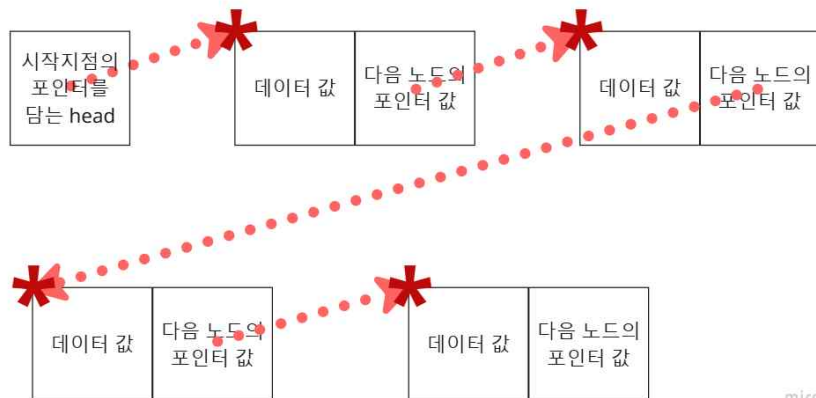 시작지점의
포인터를
담는 head
데이터 값
다음 노드의
포인터 값
데이터 값
다음 노드의
포인터 값
데이터 값
다음 노드의
포인터 값
데이터 값
다음 노드의
포인터 값